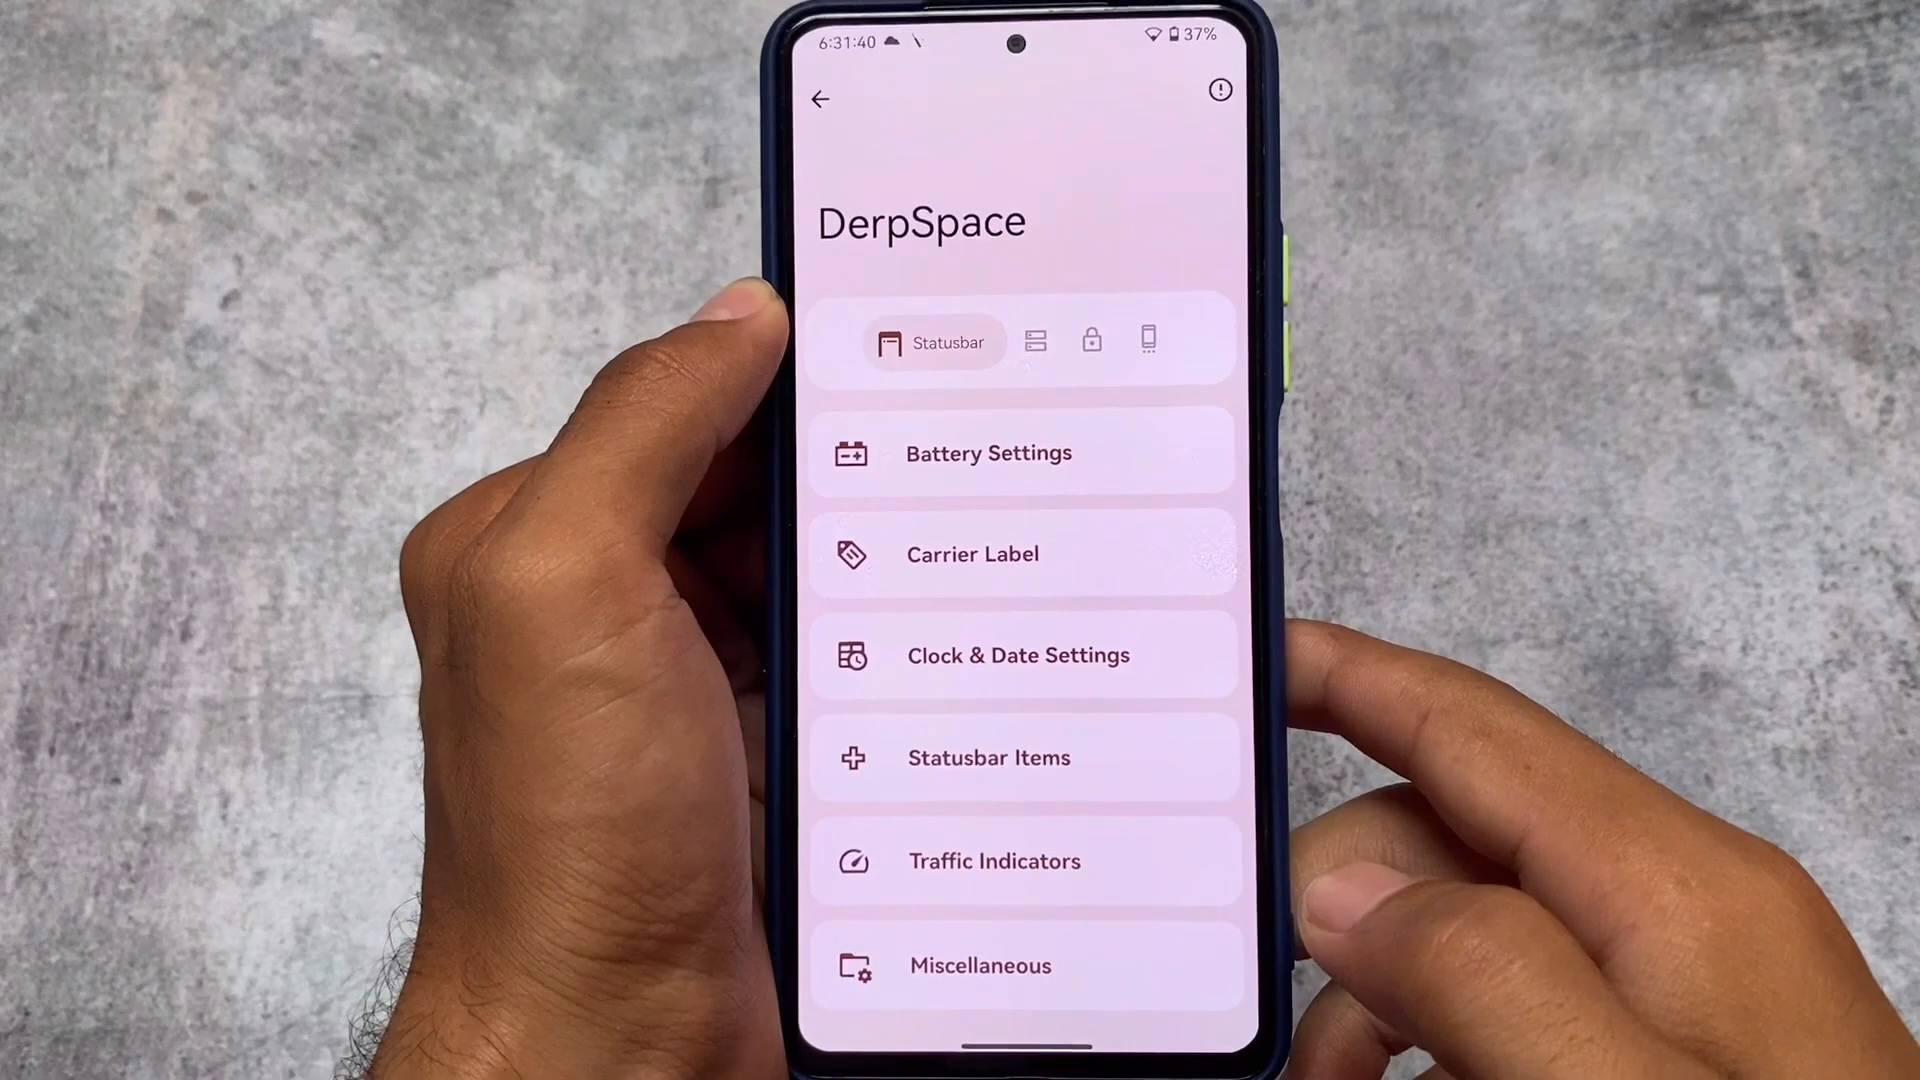 6:31:40
37%
DerpSpace
Statusbar
Battery Settings
Carrier Label
Clock & Date Settings
Statusbar Items
Traffic Indicators
Miscellaneous